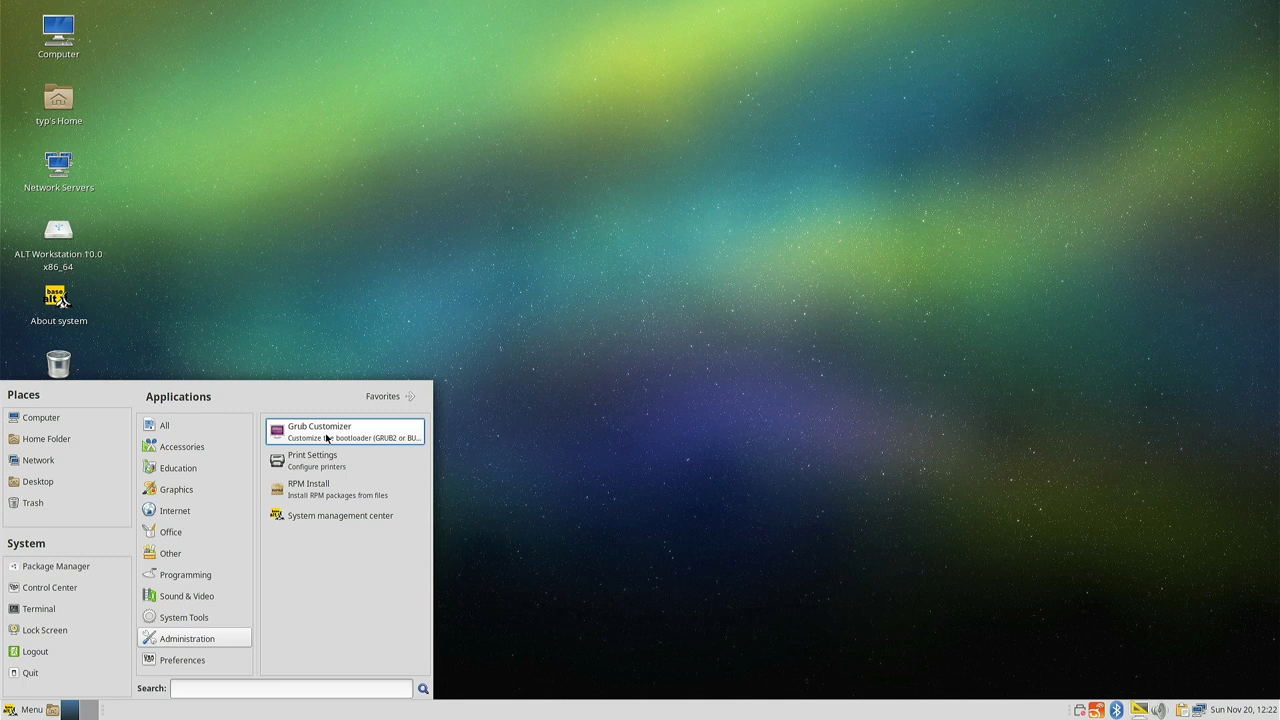 Computer
typ's Home
Network Servers
ALT Workstation 10.0
x86_64
base
alt
About system
Places
Computer
Home Folder
Network
Desktop
Trash
System
Package Manager
Control Center
Terminal
Lock Screen
Logout
Quit
Applications
Favorites
All
Accessories
Education
Graphics
Internet
Office
Other
Programming
Sound & Video
System Tools
Administration
Preferences
Grub Customizer
Customize the bootloader (GRUB2 or BU...
Print Settings
Configure printers
RPM Install
Install RPM packages from files
System management center
Search:
Menu
Sun Nov 20, 12:22